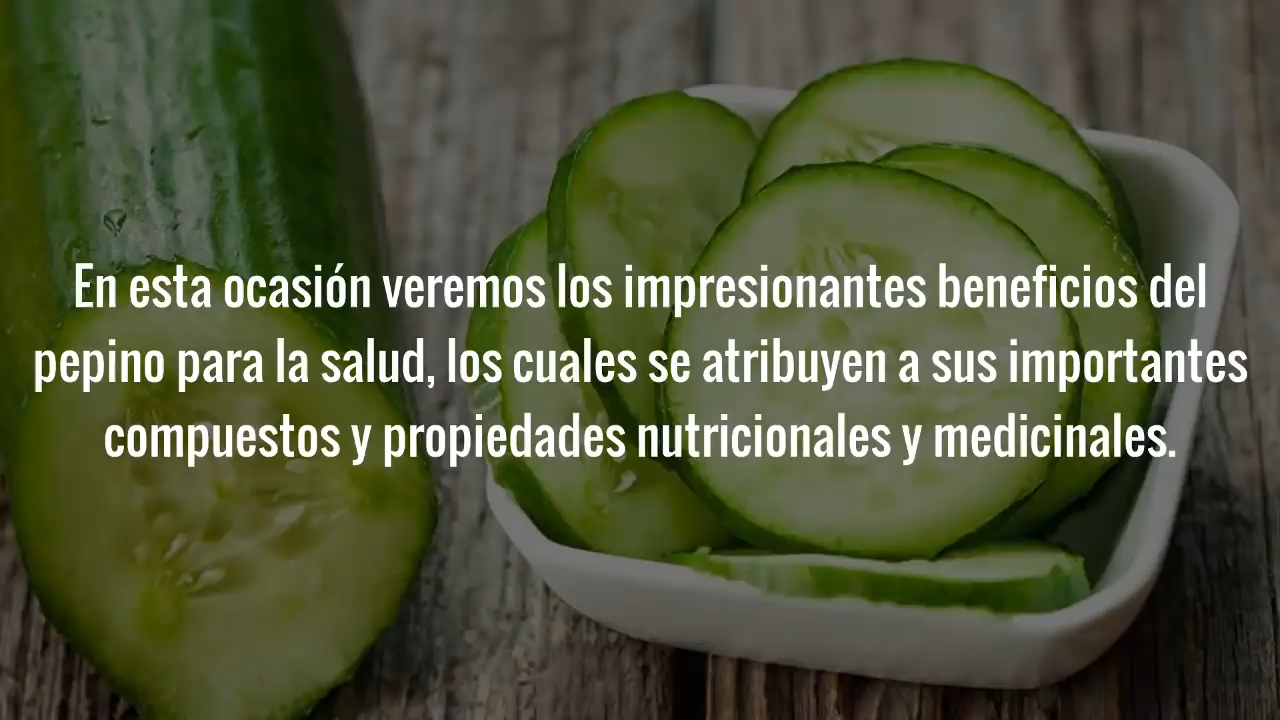 En esta ocasión veremos los impresionantes beneficios del
pepino para la salud, los cuales se atribuyen a sus importantes
compuestos y propiedades nutricionales y medicinales.